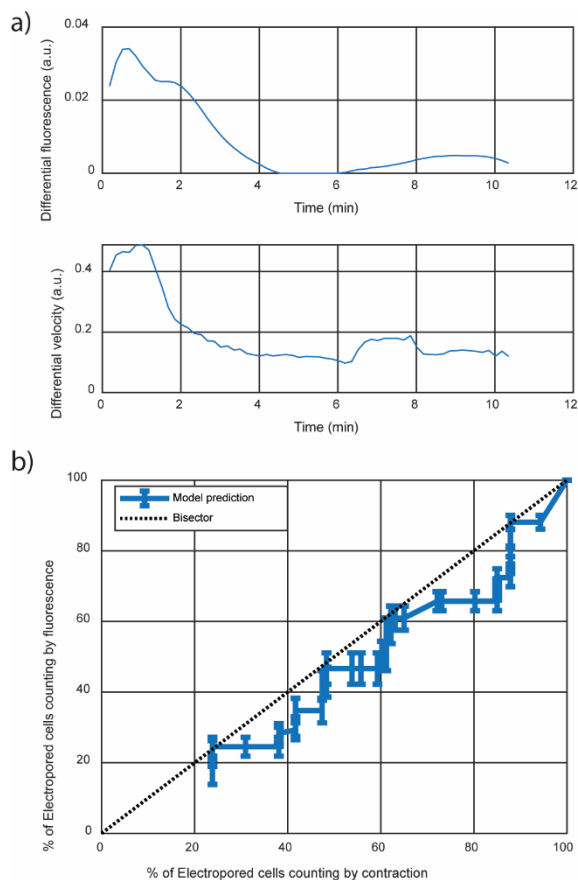 a)
Differential fluorescence (a.u.)
0.04
0.02
0
0 2 4 6 8 10 12
Time (min)
Differential velocity (a.u.)
0.4
0.2
0
0 2 4 6 8 10 12
Time (min)
b)
% of Electropored cells counting by fluorescence
100
80
60
40
20
0
Model prediction
Bisector
0 20 40 60 80 100
% of Electropored cells counting by contraction